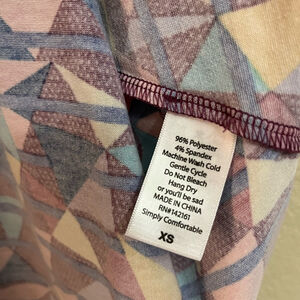 96% Polyester
4% Spandex
Machine Wash Cold
Gentle Cycle
Do Not Bleach
Hang Dry
or you'll be sad
MADE IN CHINA
RN#142161
Simply Comfortable
XS